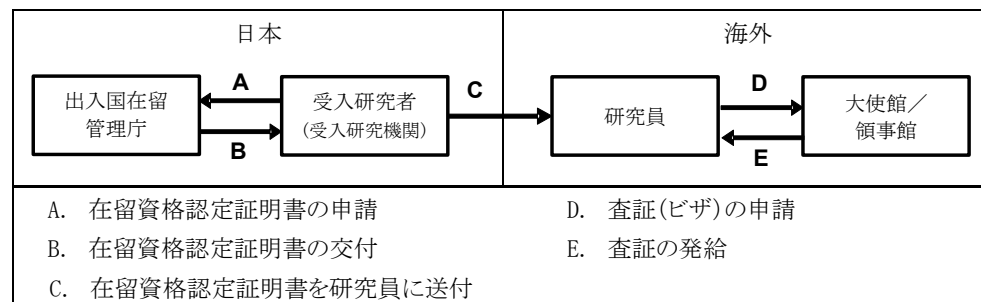 日本
海外
出入国在留
管理庁
A
B
受入研究者
(受入研究機関)
C
研究員
D
E
大使館／
領事館
A. 在留資格認定証明書の申請
B. 在留資格認定証明書の交付
C. 在留資格認定証明書を研究員に送付
D. 査証(ビザ)の申請
E. 査証の発給